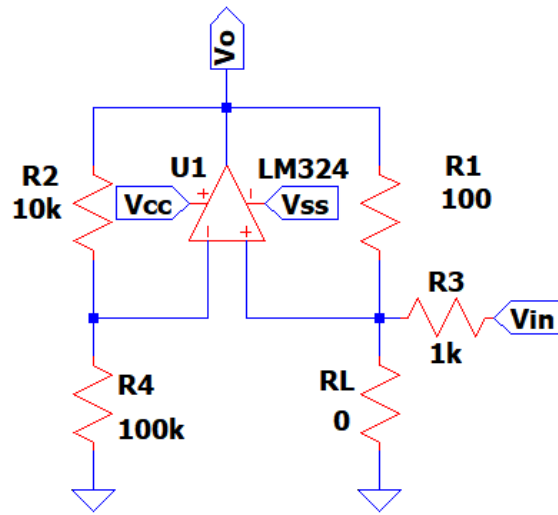 Vo
U1
LM324
R2
10k
Vcc
+
-
Vss
R1
100
-
+
R3
1k
Vin
R4
100k
RL
0